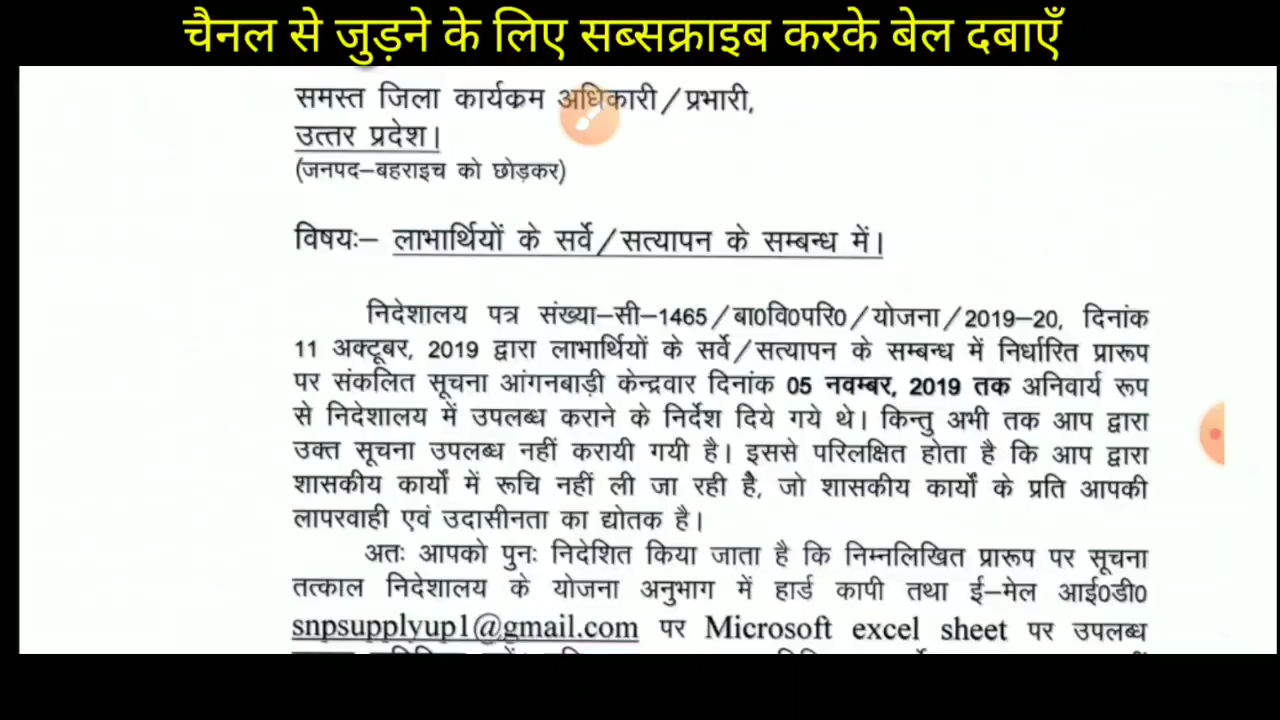 चैनल से जुड़ने के लिए सब्सक्राइब करके बेल दबाएँ
समस्त जिला कार्यकम अधिकारी/प्रभारी,
उत्तर प्रदेश।
(जनपद–बहराइच को छोड़कर)
विषयः– लाभार्थियों के सर्वे/सत्यापन के सम्बन्ध में।
निदेशालय पत्र संख्या–सी–1465/बा0वि0परि0/योजना/2019–20, दिनांक
11 अक्टूबर, 2019 द्वारा लाभार्थियों के सर्वे/सत्यापन के सम्बन्ध में निर्धारित प्रारूप
पर संकलित सूचना आंगनबाड़ी केन्द्रवार दिनांक 05 नवम्बर, 2019 तक अनिवार्य रूप
से निदेशालय में उपलब्ध कराने के निर्देश दिये गये थे। किन्तु अभी तक आप द्वारा
उक्त सूचना उपलब्ध नहीं करायी गयी है। इससे परिलक्षित होता है कि आप द्वारा
शासकीय कार्यो में रूचि नहीं ली जा रही है, जो शासकीय कार्यों के प्रति आपकी
लापरवाही एवं उदासीनता का द्योतक है।
अतः आपको पुनः निदेशित किया जाता है कि निम्नलिखित प्रारूप पर सूचना
तत्काल निदेशालय के योजना अनुभाग में हार्ड कापी तथा ई–मेल आई0डी0
snpsupplyup1@gmail.com पर Microsoft excel sheet पर उपलब्ध